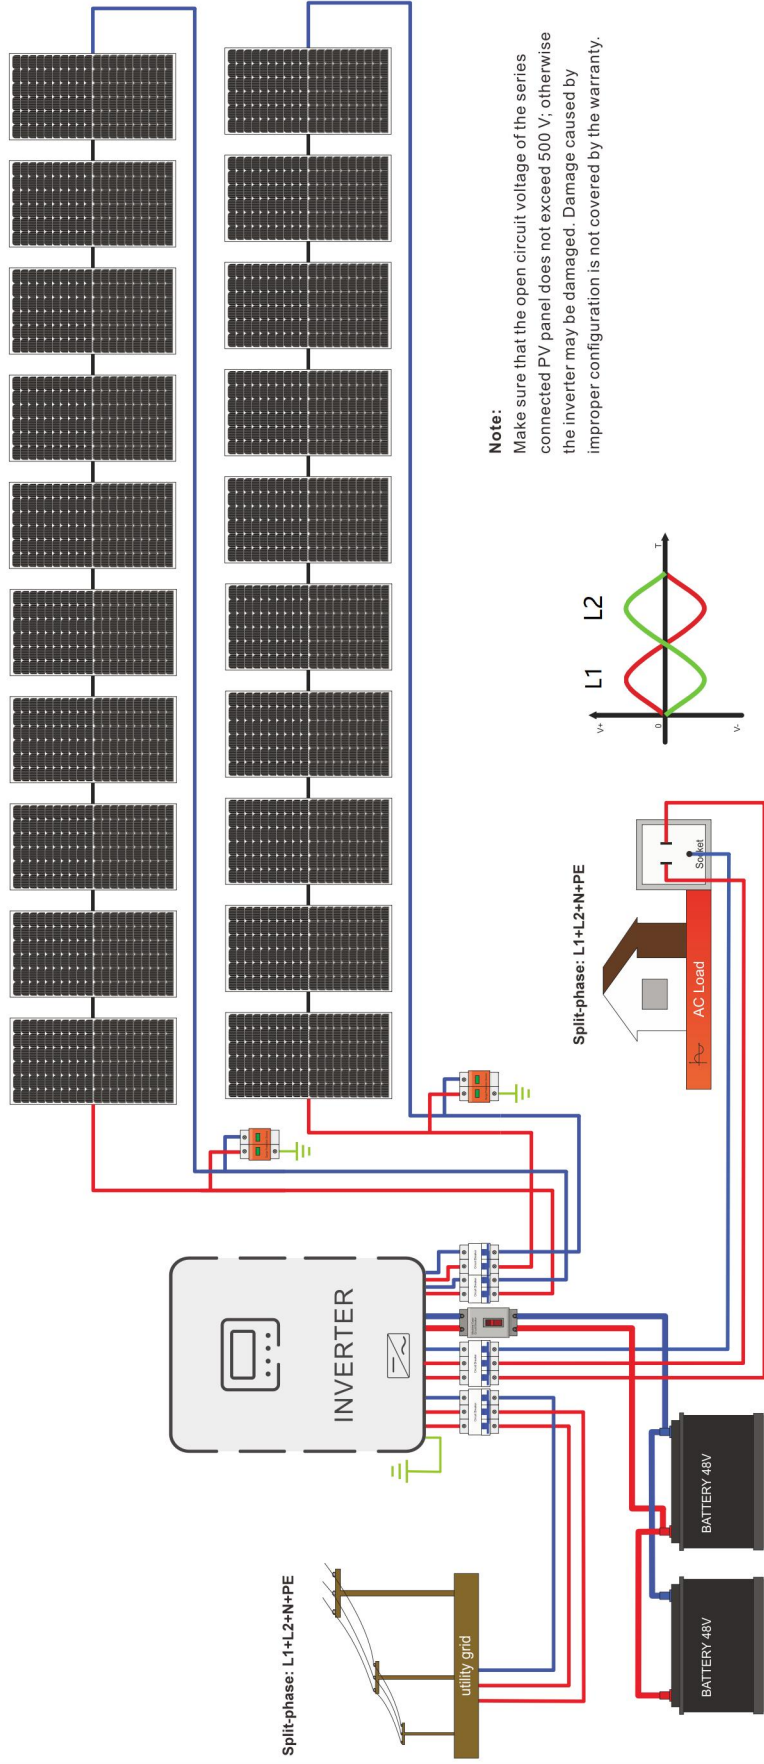 Split-phase: L1+L2+N+PE
utility grid
BATTERY 48V
BATTERY 48V
INVERTER
Split-phase: L1+L2+N+PE
AC Load
Socket
L1
L2
V+
0
V-
T
Note:
Make sure that the open circuit voltage of the series
connected PV panel does not exceed 500 V; otherwise
the inverter may be damaged. Damage caused by
improper configuration is not covered by the warranty.